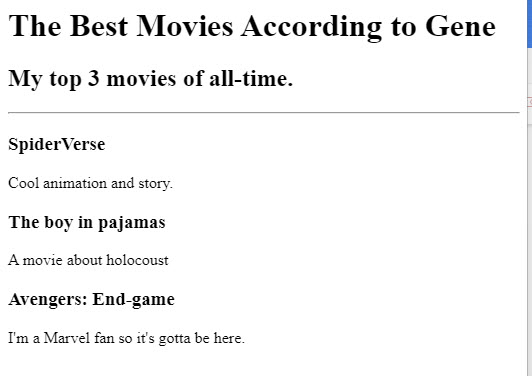 The Best Movies According to Gene
My top 3 movies of all-time.
SpiderVerse
Cool animation and story.
The boy in pajamas
A movie about holocoust
Avengers: End-game
I'm a Marvel fan so it's gotta be here.